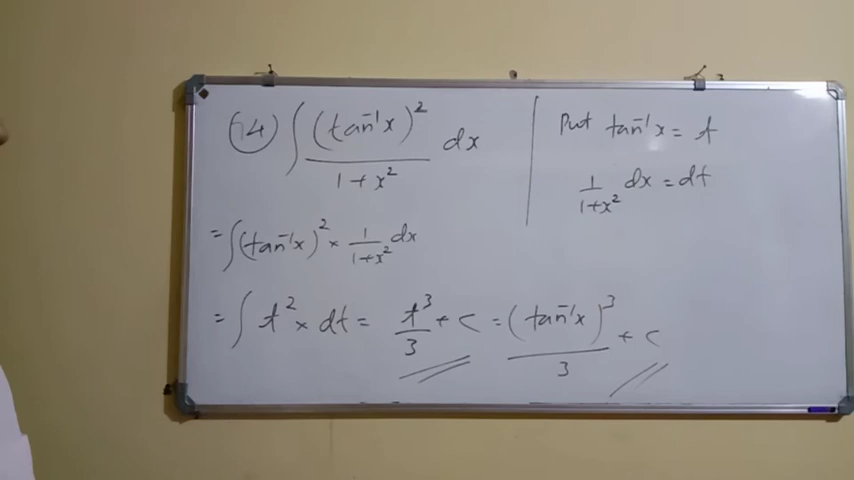 (14) ∫ (tan⁻¹x)² / 1+x² dx
Put tan⁻¹x = t
1/1+x² dx = dt
= ∫(tan⁻¹x)² × 1/1+x² dx
= ∫ t² × dt = t³/3 + c = (tan⁻¹x)³/3 + c